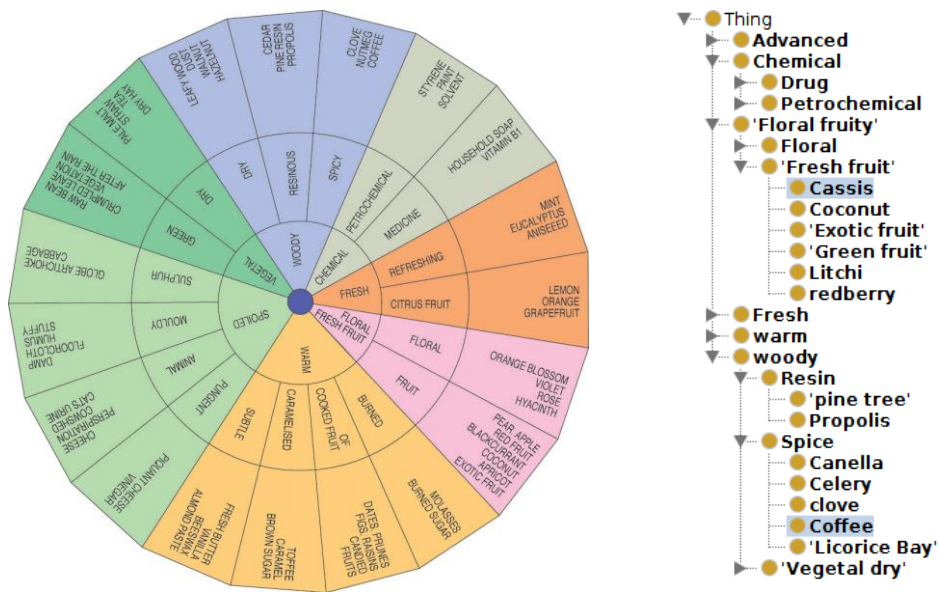 LEAFY WOOD
DUST
WALNUT
HAZELNUT
CEDAR
PINE RESIN
PROPOLIS
CLOVE
NUTMEG
COFFEE
STYRENE
PAINT
SOLVENT
HOUSEHOLD SOAP
VITAMIN B1
MINT
EUCALYPTUS
ANISEEED
LEMON
ORANGE
GRAPEFRUIT
ORANGE BLOSSOM
VIOLET
ROSE
HYACINTH
PEAR APPLE
RED FRUIT
BLACKCURRANT
COCONUT
APRICOT
EXOTIC FRUIT
MOLASSES
BURNED SUGAR
DATES PRUNES
FIGS RAISINS
CANDIED
FRUITS
TOFFEE
CARAMEL
BROWN SUGAR
FRESH BUTTER
VANILLA
BEESWAX
ALMOND PASTE
PIQUANT CHEESE
VINEGAR
CHEESE
PERSPIRATION
COWSHED
CAT'S URINE
DAMP
FLOORCLOTH
HUMUS
STUFFY
GLOBE ARTICHOKE
CABBAGE
RAW BEAN
CRUMPLED LEAVE
VEGETATION
AFTER THE RAIN
PALE MALT
STRAW
TEA
DRY HAY
DRY
RESINOUS
SPICY
PETROCHEMICAL
MEDICINE
REFRESHING
CITRUS FRUIT
FLORAL
FRUIT
BURNED
OF
COOKED FRUIT
CARAMELISED
SUBTLE
PUNGENT
ANIMAL
MOULDY
SULPHUR
GREEN
DRY
WOODY
CHEMICAL
FRESH
FLORAL
FRESH FRUIT
WARM
SPOILED
VEGETAL
Thing
Advanced
Chemical
Drug
Petrochemical
'Floral fruity'
Floral
'Fresh fruit'
Cassis
Coconut
'Exotic fruit'
'Green fruit'
Litchi
redberry
Fresh
warm
woody
Resin
'pine tree'
Propolis
Spice
Canella
Celery
clove
Coffee
'Licorice Bay'
'Vegetal dry'